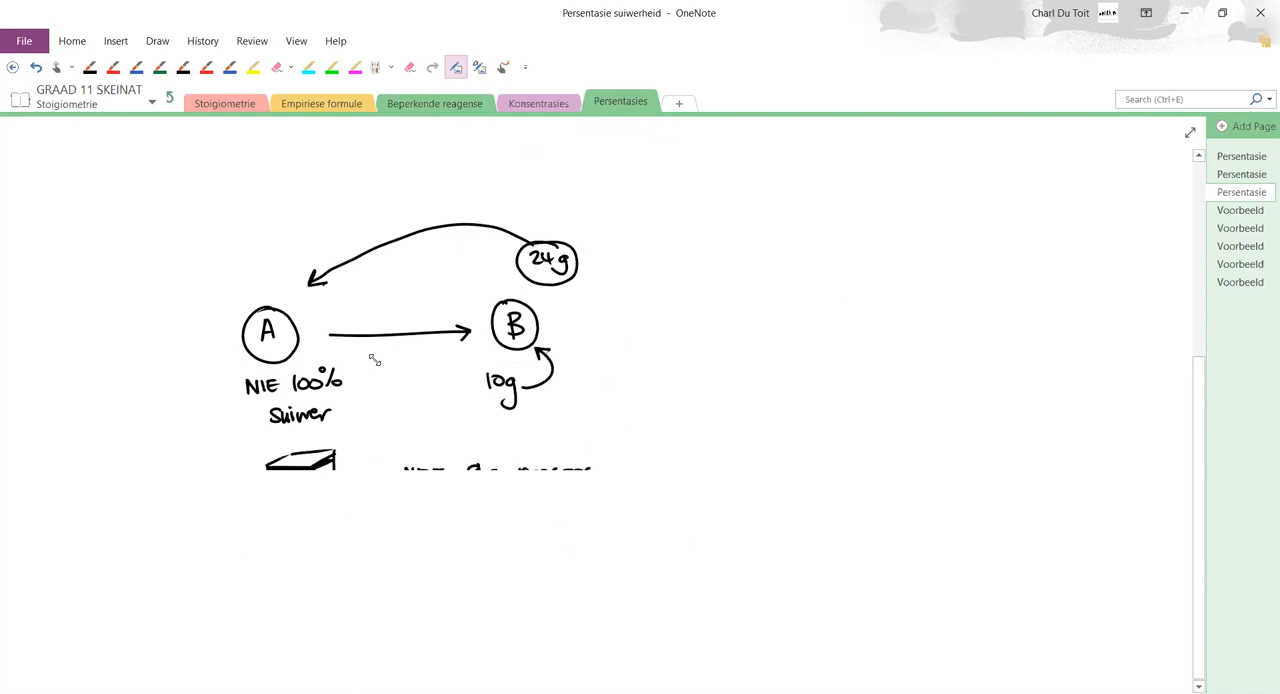 Persentasie suiwerheid - OneNote
Charl Du Toit
File Home Insert Draw History Review View Help
GRAAD 11 SKEINAT
Stoigiometrie
Stoigiometrie Empiriese formule Beperkende reagense Konsentrasies Persentasies +
Search (Ctrl+E)
Add Page
Persentasie
Persentasie
Persentasie
Voorbeeld
Voorbeeld
Voorbeeld
Voorbeeld
Voorbeeld
24g
A
B
NIE 100%
10g
Suiwer